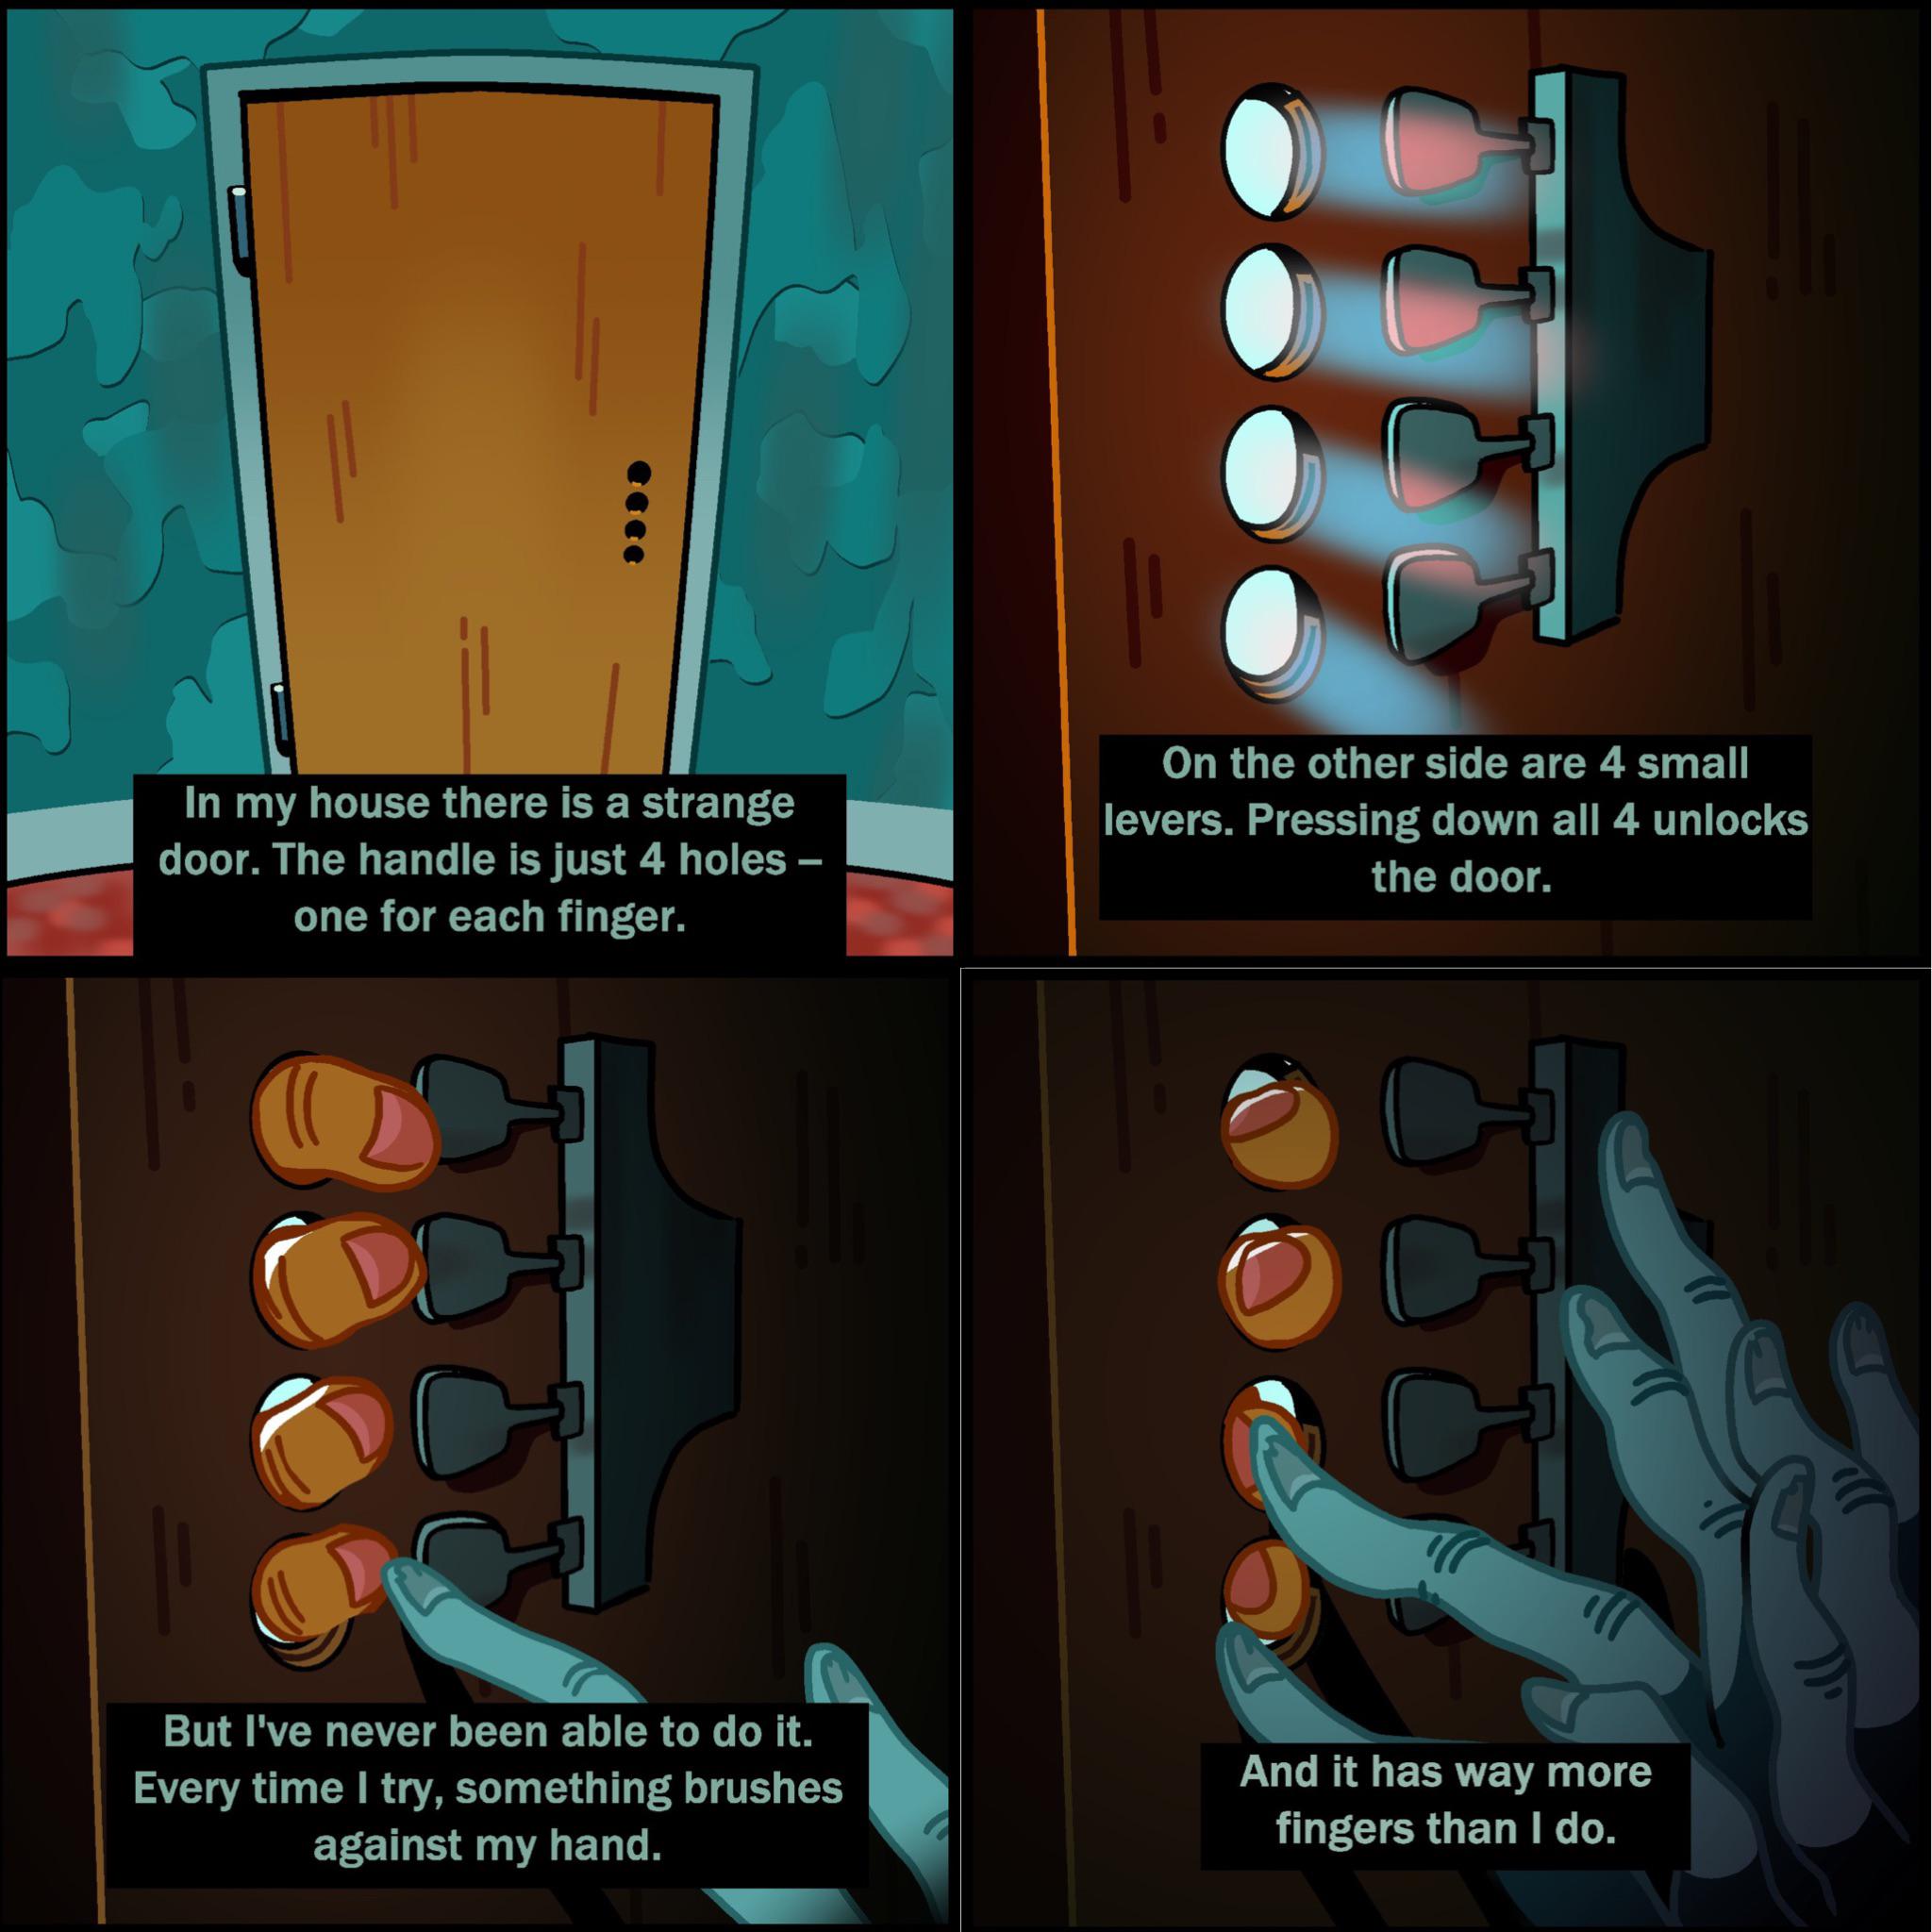 In my house there is a strange
door. The handle is just 4 holes –
one for each finger.
On the other side are 4 small
levers. Pressing down all 4 unlocks
the door.
But I've never been able to do it.
Every time I try, something brushes
against my hand.
And it has way more
fingers than I do.